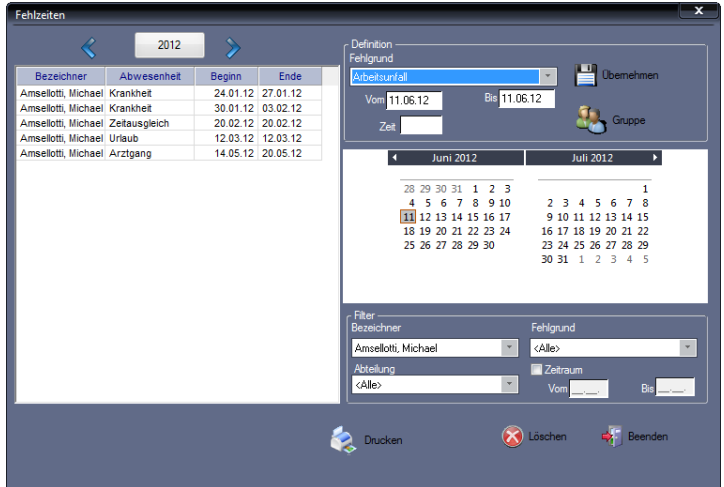 Fehlzeiten
x
2012
Bezeichner Abwesenheit Beginn Ende
Amsellotti, Michael Krankheit 24.01.12 27.01.12
Amsellotti, Michael Krankheit 30.01.12 03.02.12
Amsellotti, Michael Zeitausgleich 20.02.12 20.02.12
Amsellotti, Michael Urlaub 12.03.12 12.03.12
Amsellotti, Michael Arztgang 14.05.12 20.05.12
Definition
Fehlgrund
Arbeitsunfall
Übernehmen
Vom 11.06.12 Bis 11.06.12
Zeit
Gruppe
Juni 2012 Juli 2012
28 29 30 31 1 2 3 1
4 5 6 7 8 9 10 2 3 4 5 6 7 8
11 12 13 14 15 16 17 9 10 11 12 13 14 15
18 19 20 21 22 23 24 16 17 18 19 20 21 22
25 26 27 28 29 30 23 24 25 26 27 28 29
30 31 1 2 3 4 5
Filter
Bezeichner Fehlgrund
Amsellotti, Michael <Alle>
Abteilung Zeitraum
<Alle> Vom __.__. Bis __.__.
Drucken Löschen Beenden